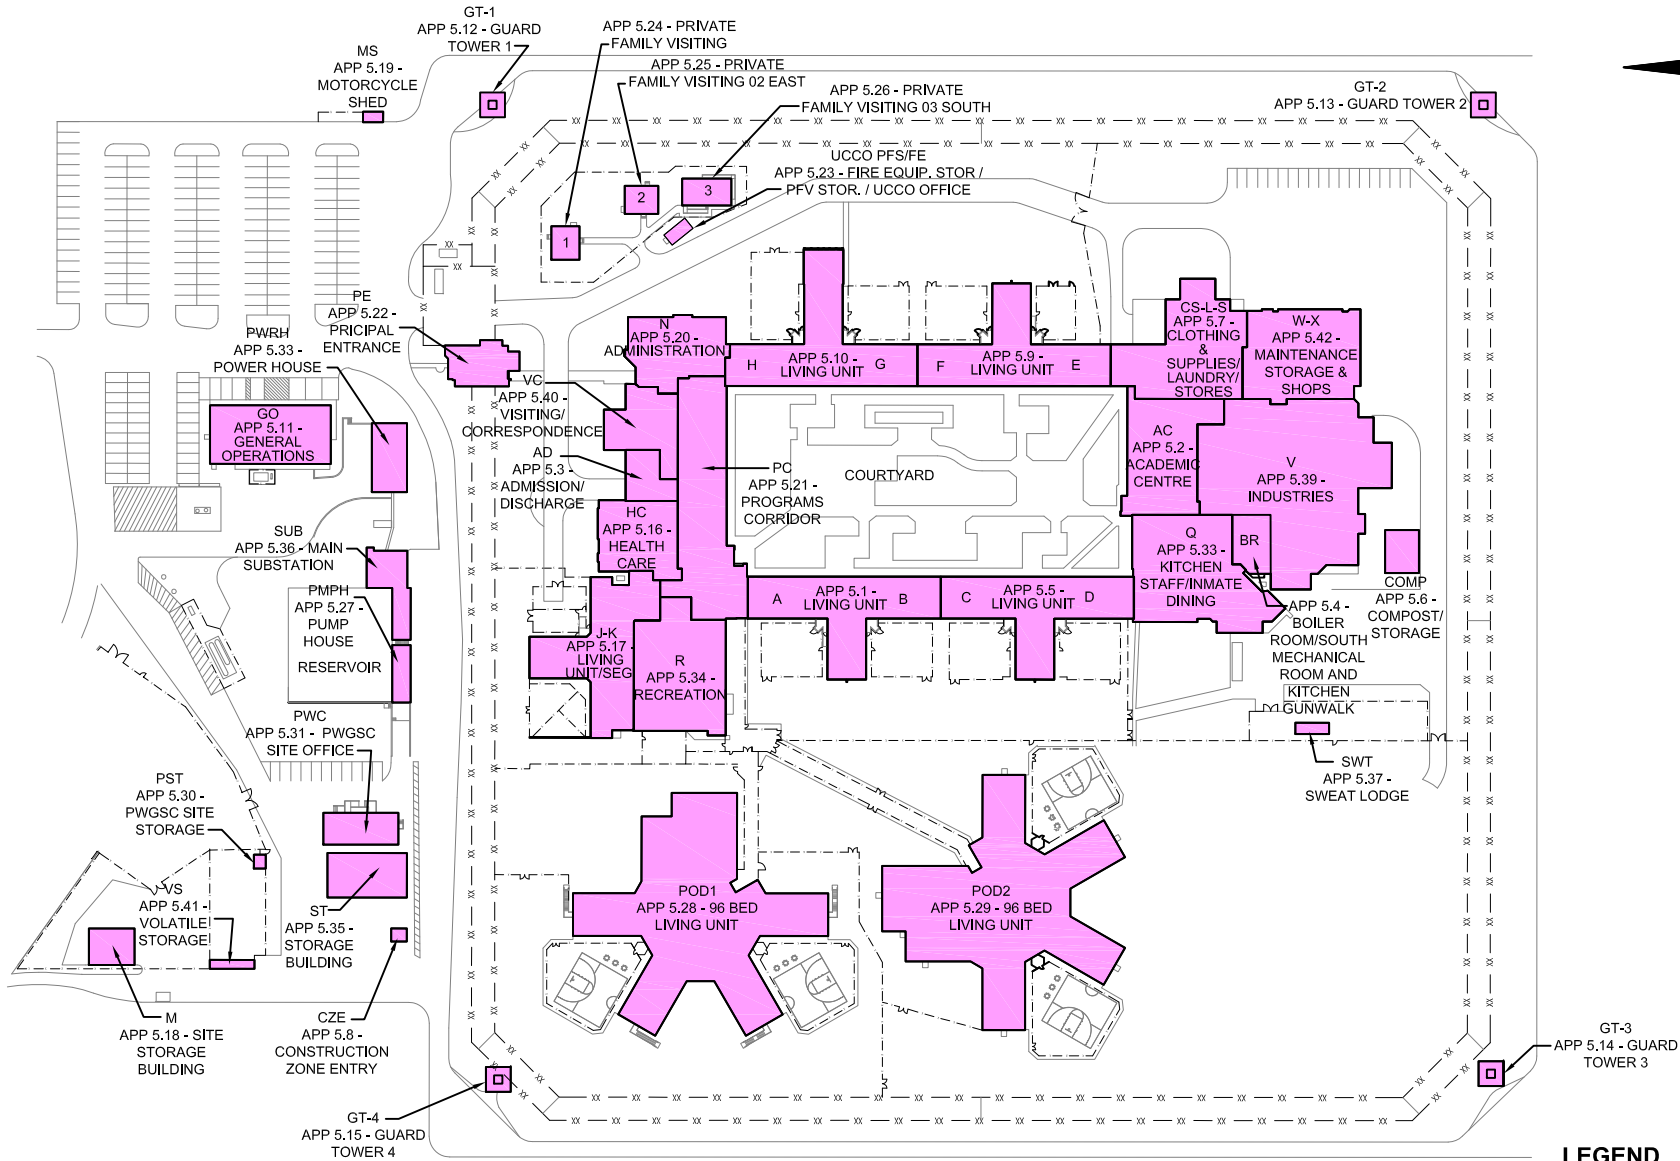 GT-1
APP 5.12 - GUARD
TOWER 1
APP 5.24 - PRIVATE
FAMILY VISITING
MS
APP 5.19 -
MOTORCYCLE
SHED
APP 5.25 - PRIVATE
FAMILY VISITING 02 EAST
APP 5.26 - PRIVATE
FAMILY VISITING 03 SOUTH
GT-2
APP 5.13 - GUARD TOWER 2
UCCO PFS/FE
APP 5.23 - FIRE EQUIP. STOR /
PFV STOR. / UCCO OFFICE
1
2
3
PE
APP 5.22 -
PRICIPAL
ENTRANCE
PWRH
APP 5.33 -
POWER HOUSE
N
APP 5.20 -
ADMINISTRATION
H
APP 5.10 -
LIVING UNIT
G
F
APP 5.9 -
LIVING UNIT
E
CS-L-S
APP 5.7 -
CLOTHING
&
SUPPLIES/
LAUNDRY/
STORES
W-X
APP 5.42 -
MAINTENANCE
STORAGE &
SHOPS
VC
APP 5.40 -
VISITING/
CORRESPONDENCE
GO
APP 5.11 -
GENERAL
OPERATIONS
AD
APP 5.3 -
ADMISSION/
DISCHARGE
PC
APP 5.21 -
PROGRAMS
CORRIDOR
COURTYARD
AC
APP 5.2 -
ACADEMIC
CENTRE
V
APP 5.39 -
INDUSTRIES
HC
APP 5.16 -
HEALTH
CARE
SUB
APP 5.36 - MAIN
SUBSTATION
Q
APP 5.33 -
KITCHEN
STAFF/INMATE
DINING
BR
COMP
APP 5.6 -
COMPOST/
STORAGE
PMPH
APP 5.27 -
PUMP
HOUSE
RESERVOIR
A
APP 5.1 -
LIVING UNIT
B
C
APP 5.5 -
LIVING UNIT
D
APP 5.4 -
BOILER
ROOM/SOUTH
MECHANICAL
ROOM AND
KITCHEN
GUNWALK
J-K
APP 5.17 -
LIVING
UNIT/SEG
R
APP 5.34 -
RECREATION
PWC
APP 5.31 - PWGSC
SITE OFFICE
SWT
APP 5.37 -
SWEAT LODGE
PST
APP 5.30 -
PWGSC SITE
STORAGE
VS
APP 5.41 -
VOLATILE
STORAGE
ST
APP 5.35 -
STORAGE
BUILDING
POD1
APP 5.28 - 96 BED
LIVING UNIT
POD2
APP 5.29 - 96 BED
LIVING UNIT
M
APP 5.18 - SITE
STORAGE
BUILDING
CZE
APP 5.8 -
CONSTRUCTION
ZONE ENTRY
GT-3
APP 5.14 - GUARD
TOWER 3
GT-4
APP 5.15 - GUARD
TOWER 4
LEGEND